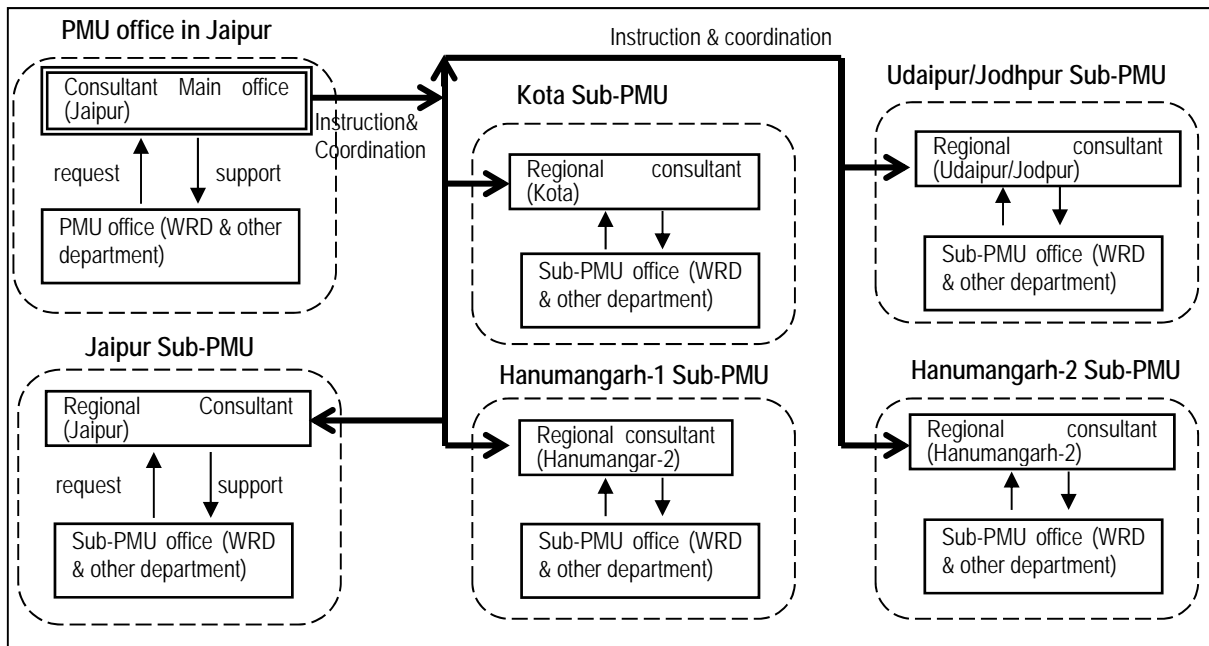 PMU office in Jaipur
Consultant Main office
(Jaipur)
request
support
PMU office (WRD & other
department)
Instruction&
Coordination
Instruction & coordination
Kota Sub-PMU
Regional consultant
(Kota)
Sub-PMU office (WRD
& other department)
Udaipur/Jodhpur Sub-PMU
Regional consultant
(Udaipur/Jodpur)
Sub-PMU office (WRD
& other department)
Jaipur Sub-PMU
Regional Consultant
(Jaipur)
request
support
Sub-PMU office (WRD
& other department)
Hanumangarh-1 Sub-PMU
Regional consultant
(Hanumangar-2)
Sub-PMU office (WRD
& other department)
Hanumangarh-2 Sub-PMU
Regional consultant
(Hanumangarh-2)
Sub-PMU office (WRD
& other department)